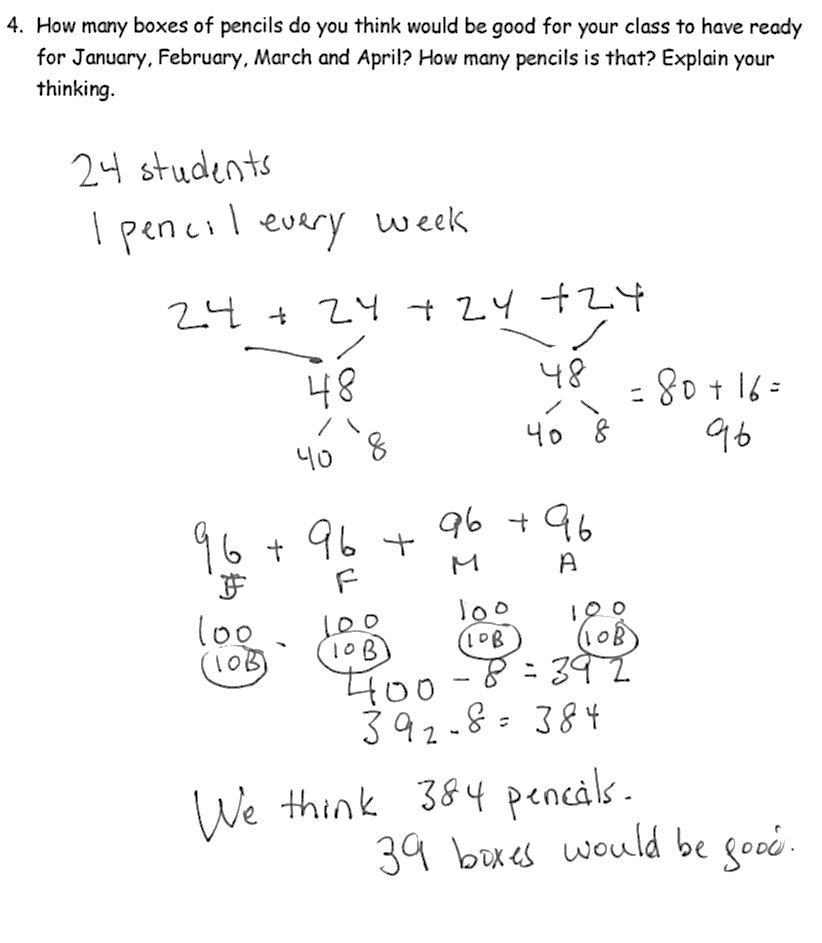 4. How many boxes of pencils do you think would be good for your class to have ready
for January, February, March and April? How many pencils is that? Explain your
thinking.
24 students
1 pencil every week
24 + 24 + 24 + 24
48 48 = 80 + 16 =
40 8 40 8 96
96 + 96 + 96 + 96
F M A
100 100 100 100
10B 10B 10B 10B
400 - 8 = 392
392 - 8 = 384
We think 384 pencils.
39 boxes would be good.